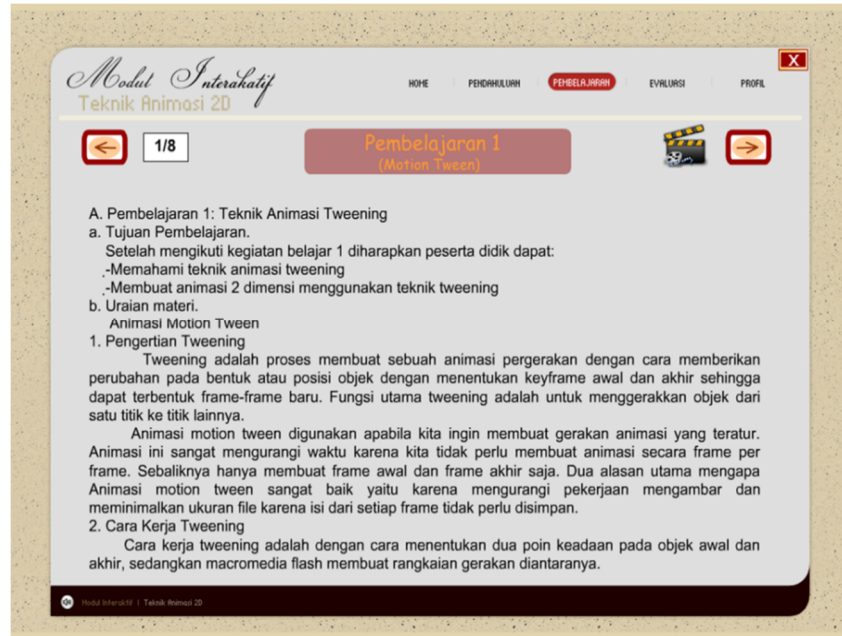 Modul Interakatif
Teknik Animasi 2D
HOME PENDAHULUAN PEMBELAJARAN EVALUASI PROFIL
X
1/8
Pembelajaran 1
(Motion Tween)
A. Pembelajaran 1: Teknik Animasi Tweening
a. Tujuan Pembelajaran.
Setelah mengikuti kegiatan belajar 1 diharapkan peserta didik dapat:
.-Memahami teknik animasi tweening
.-Membuat animasi 2 dimensi menggunakan teknik tweening
b. Uraian materi.
Animasi Motion Tween
1. Pengertian Tweening
Tweening adalah proses membuat sebuah animasi pergerakan dengan cara memberikan
perubahan pada bentuk atau posisi objek dengan menentukan keyframe awal dan akhir sehingga
dapat terbentuk frame-frame baru. Fungsi utama tweening adalah untuk menggerakkan objek dari
satu titik ke titik lainnya.
Animasi motion tween digunakan apabila kita ingin membuat gerakan animasi yang teratur.
Animasi ini sangat mengurangi waktu karena kita tidak perlu membuat animasi secara frame per
frame. Sebaliknya hanya membuat frame awal dan frame akhir saja. Dua alasan utama mengapa
Animasi motion tween sangat baik yaitu karena mengurangi pekerjaan mengambar dan
meminimalkan ukuran file karena isi dari setiap frame tidak perlu disimpan.
2. Cara Kerja Tweening
Cara kerja tweening adalah dengan cara menentukan dua poin keadaan pada objek awal dan
akhir, sedangkan macromedia flash membuat rangkaian gerakan diantaranya.
Modul Interaktif | Teknik Animasi 2D